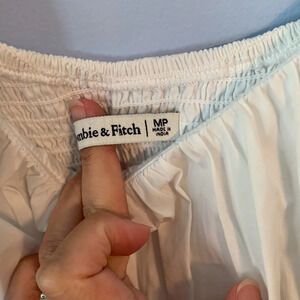 mbie & Fitch
MP
MADE IN
INDIA